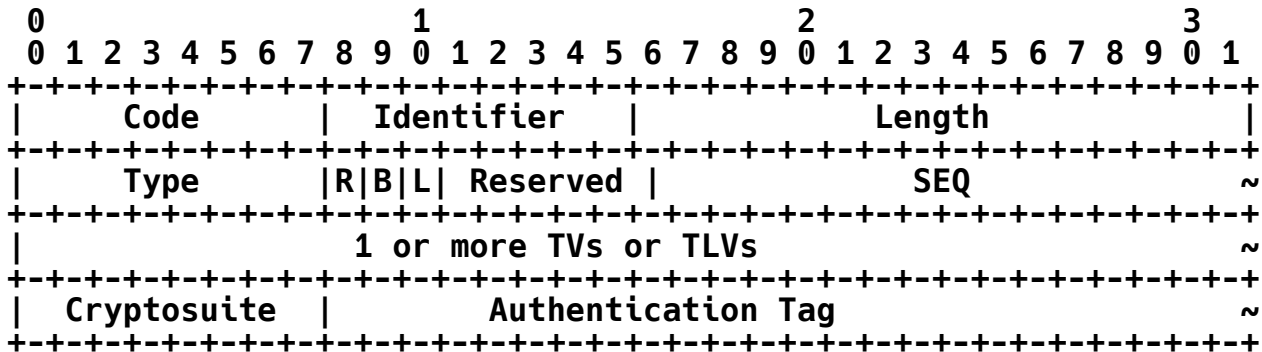 0                   1                   2                   3
 0 1 2 3 4 5 6 7 8 9 0 1 2 3 4 5 6 7 8 9 0 1 2 3 4 5 6 7 8 9 0 1
+-+-+-+-+-+-+-+-+-+-+-+-+-+-+-+-+-+-+-+-+-+-+-+-+-+-+-+-+-+-+-+-+
|     Code      |  Identifier   |            Length             |
+-+-+-+-+-+-+-+-+-+-+-+-+-+-+-+-+-+-+-+-+-+-+-+-+-+-+-+-+-+-+-+-+
|     Type      |R|B|L| Reserved |             SEQ              ~
+-+-+-+-+-+-+-+-+-+-+-+-+-+-+-+-+-+-+-+-+-+-+-+-+-+-+-+-+-+-+-+-+
|                 1 or more TVs or TLVs                         ~
+-+-+-+-+-+-+-+-+-+-+-+-+-+-+-+-+-+-+-+-+-+-+-+-+-+-+-+-+-+-+-+-+
|  Cryptosuite  |        Authentication Tag                     ~
+-+-+-+-+-+-+-+-+-+-+-+-+-+-+-+-+-+-+-+-+-+-+-+-+-+-+-+-+-+-+-+-+